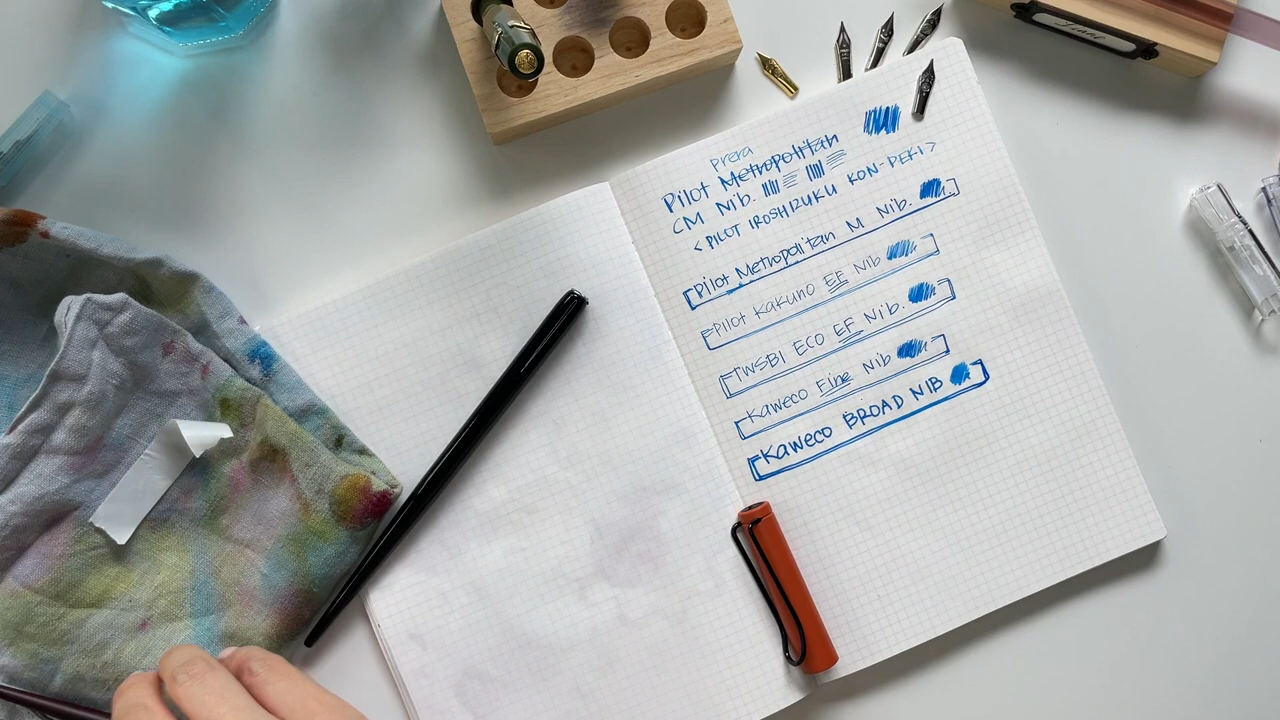 prera
Pilot Metropolitan
CM Nib.
< PILOT IROSHIZUKU KON-PEKI >
Pilot Metropolitan M Nib.
Pilot Kakuno EF Nib
TWSBI ECO EF Nib.
Kaweco Fine Nib
Kaweco BROAD NIB